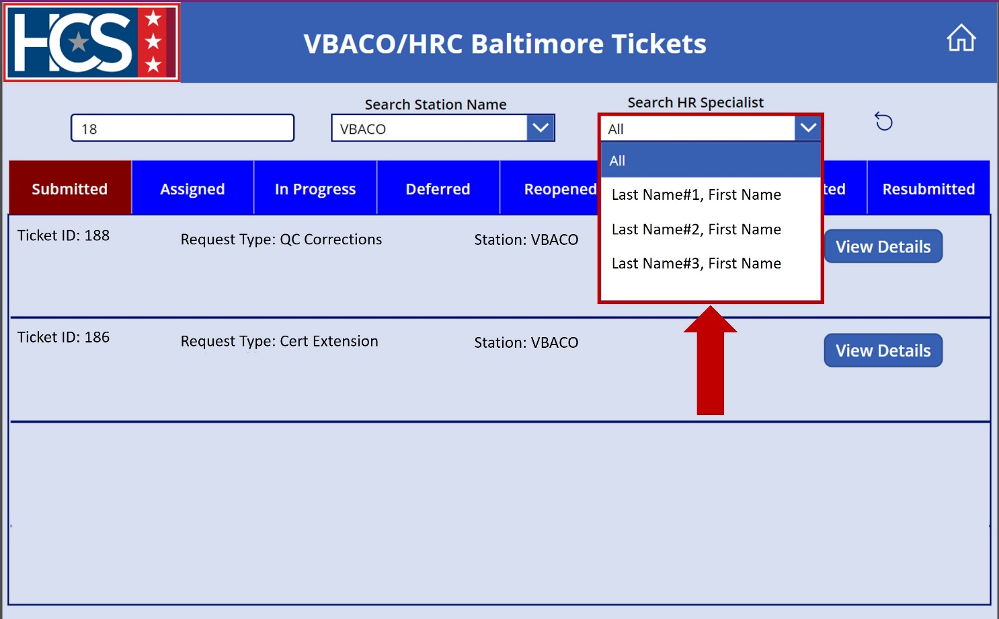 HCS
VBACO/HRC Baltimore Tickets
Search Station Name
Search HR Specialist
18
VBACO
All
All
Last Name#1, First Name
Last Name#2, First Name
Last Name#3, First Name
Submitted
Assigned
In Progress
Deferred
Reopened
ted
Resubmitted
Ticket ID: 188
Request Type: QC Corrections
Station: VBACO
View Details
Ticket ID: 186
Request Type: Cert Extension
Station: VBACO
View Details